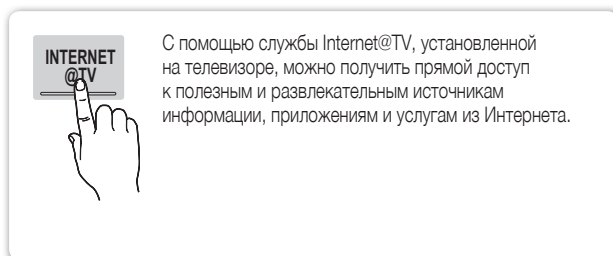 INTERNET
@TV
С помощью службы Internet@TV, установленной
на телевизоре, можно получить прямой доступ
к полезным и развлекательным источникам
информации, приложениям и услугам из Интернета.